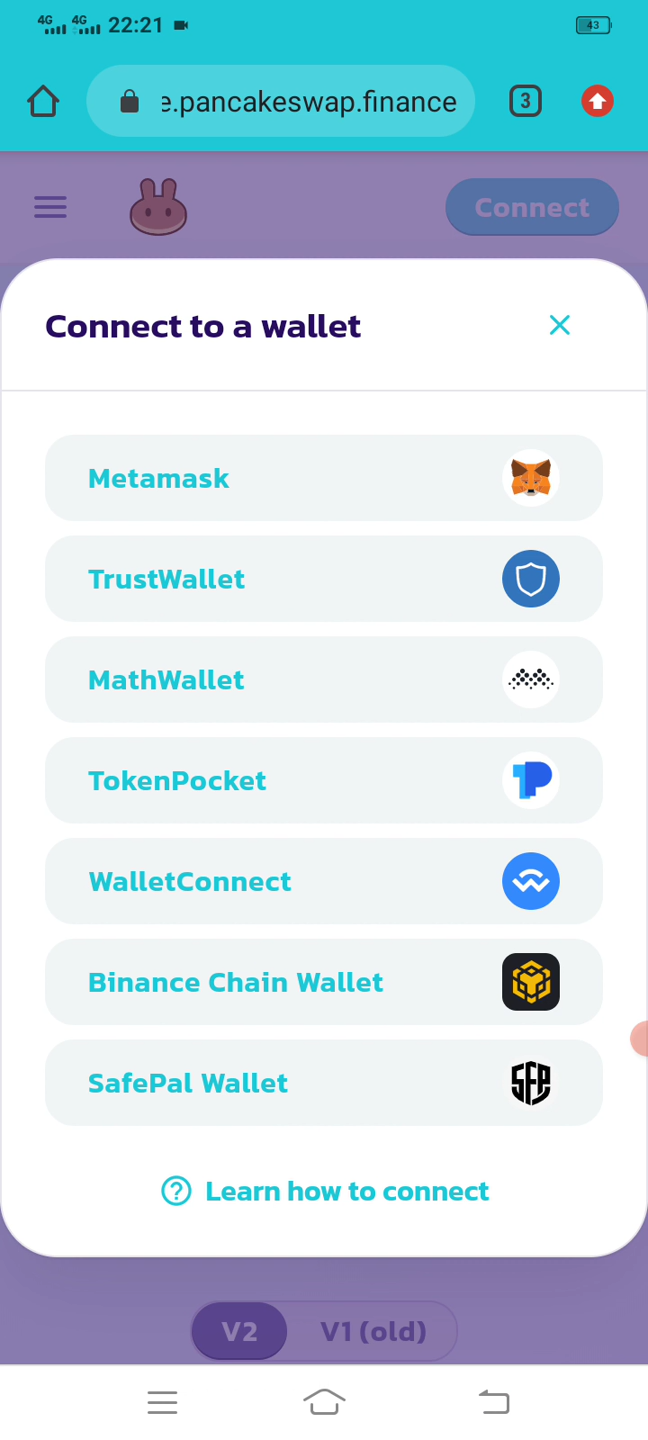 4G 4G 22:21 43
e.pancakeswap.finance 3
Connect
Connect to a wallet
Metamask
TrustWallet
MathWallet
TokenPocket
WalletConnect
Binance Chain Wallet
SafePal Wallet
SFP
Learn how to connect
V2 V1 (old)